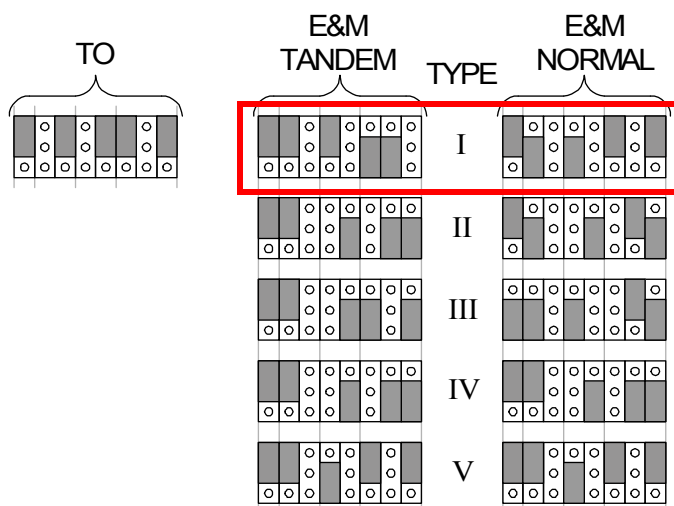 TO
E&M
TANDEM
TYPE
E&M
NORMAL
I
II
III
IV
V